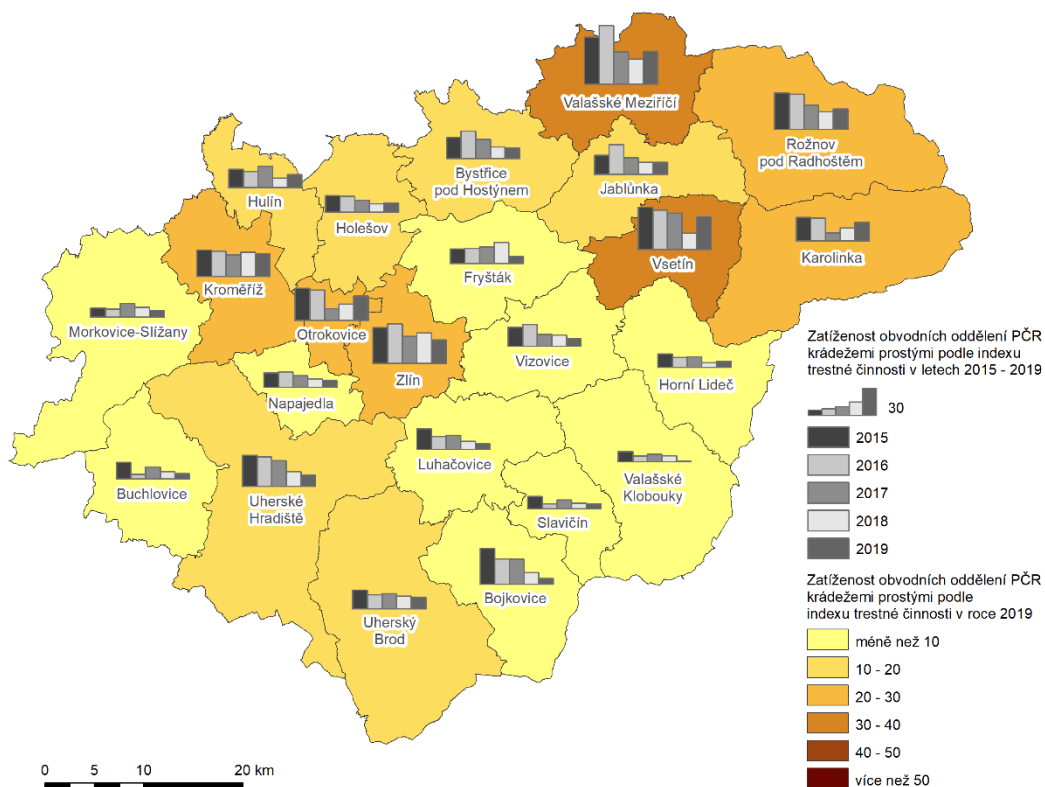 Valašské Meziříčí
Rožnov
pod Radhoštěm
Bystřice
pod Hostýnem
Jablůnka
Hulín
Holešov
Fryšták
Vsetín
Karolinka
Kroměříž
Otrokovice
Morkovice-Slížany
Zlín
Vizovice
Horní Lideč
Napajedla
Luhačovice
Valašské
Klobouky
Buchlovice
Uherské
Hradiště
Slavičín
Bojkovice
Uherský
Brod
Zatíženost obvodních oddělení PČR
krádežemi prostými podle indexu
trestné činnosti v letech 2015 - 2019
30
2015
2016
2017
2018
2019
Zatíženost obvodních oddělení PČR
krádežemi prostými podle
indexu trestné činnosti v roce 2019
méně než 10
10 - 20
20 - 30
30 - 40
40 - 50
více než 50
0 5 10 20 km